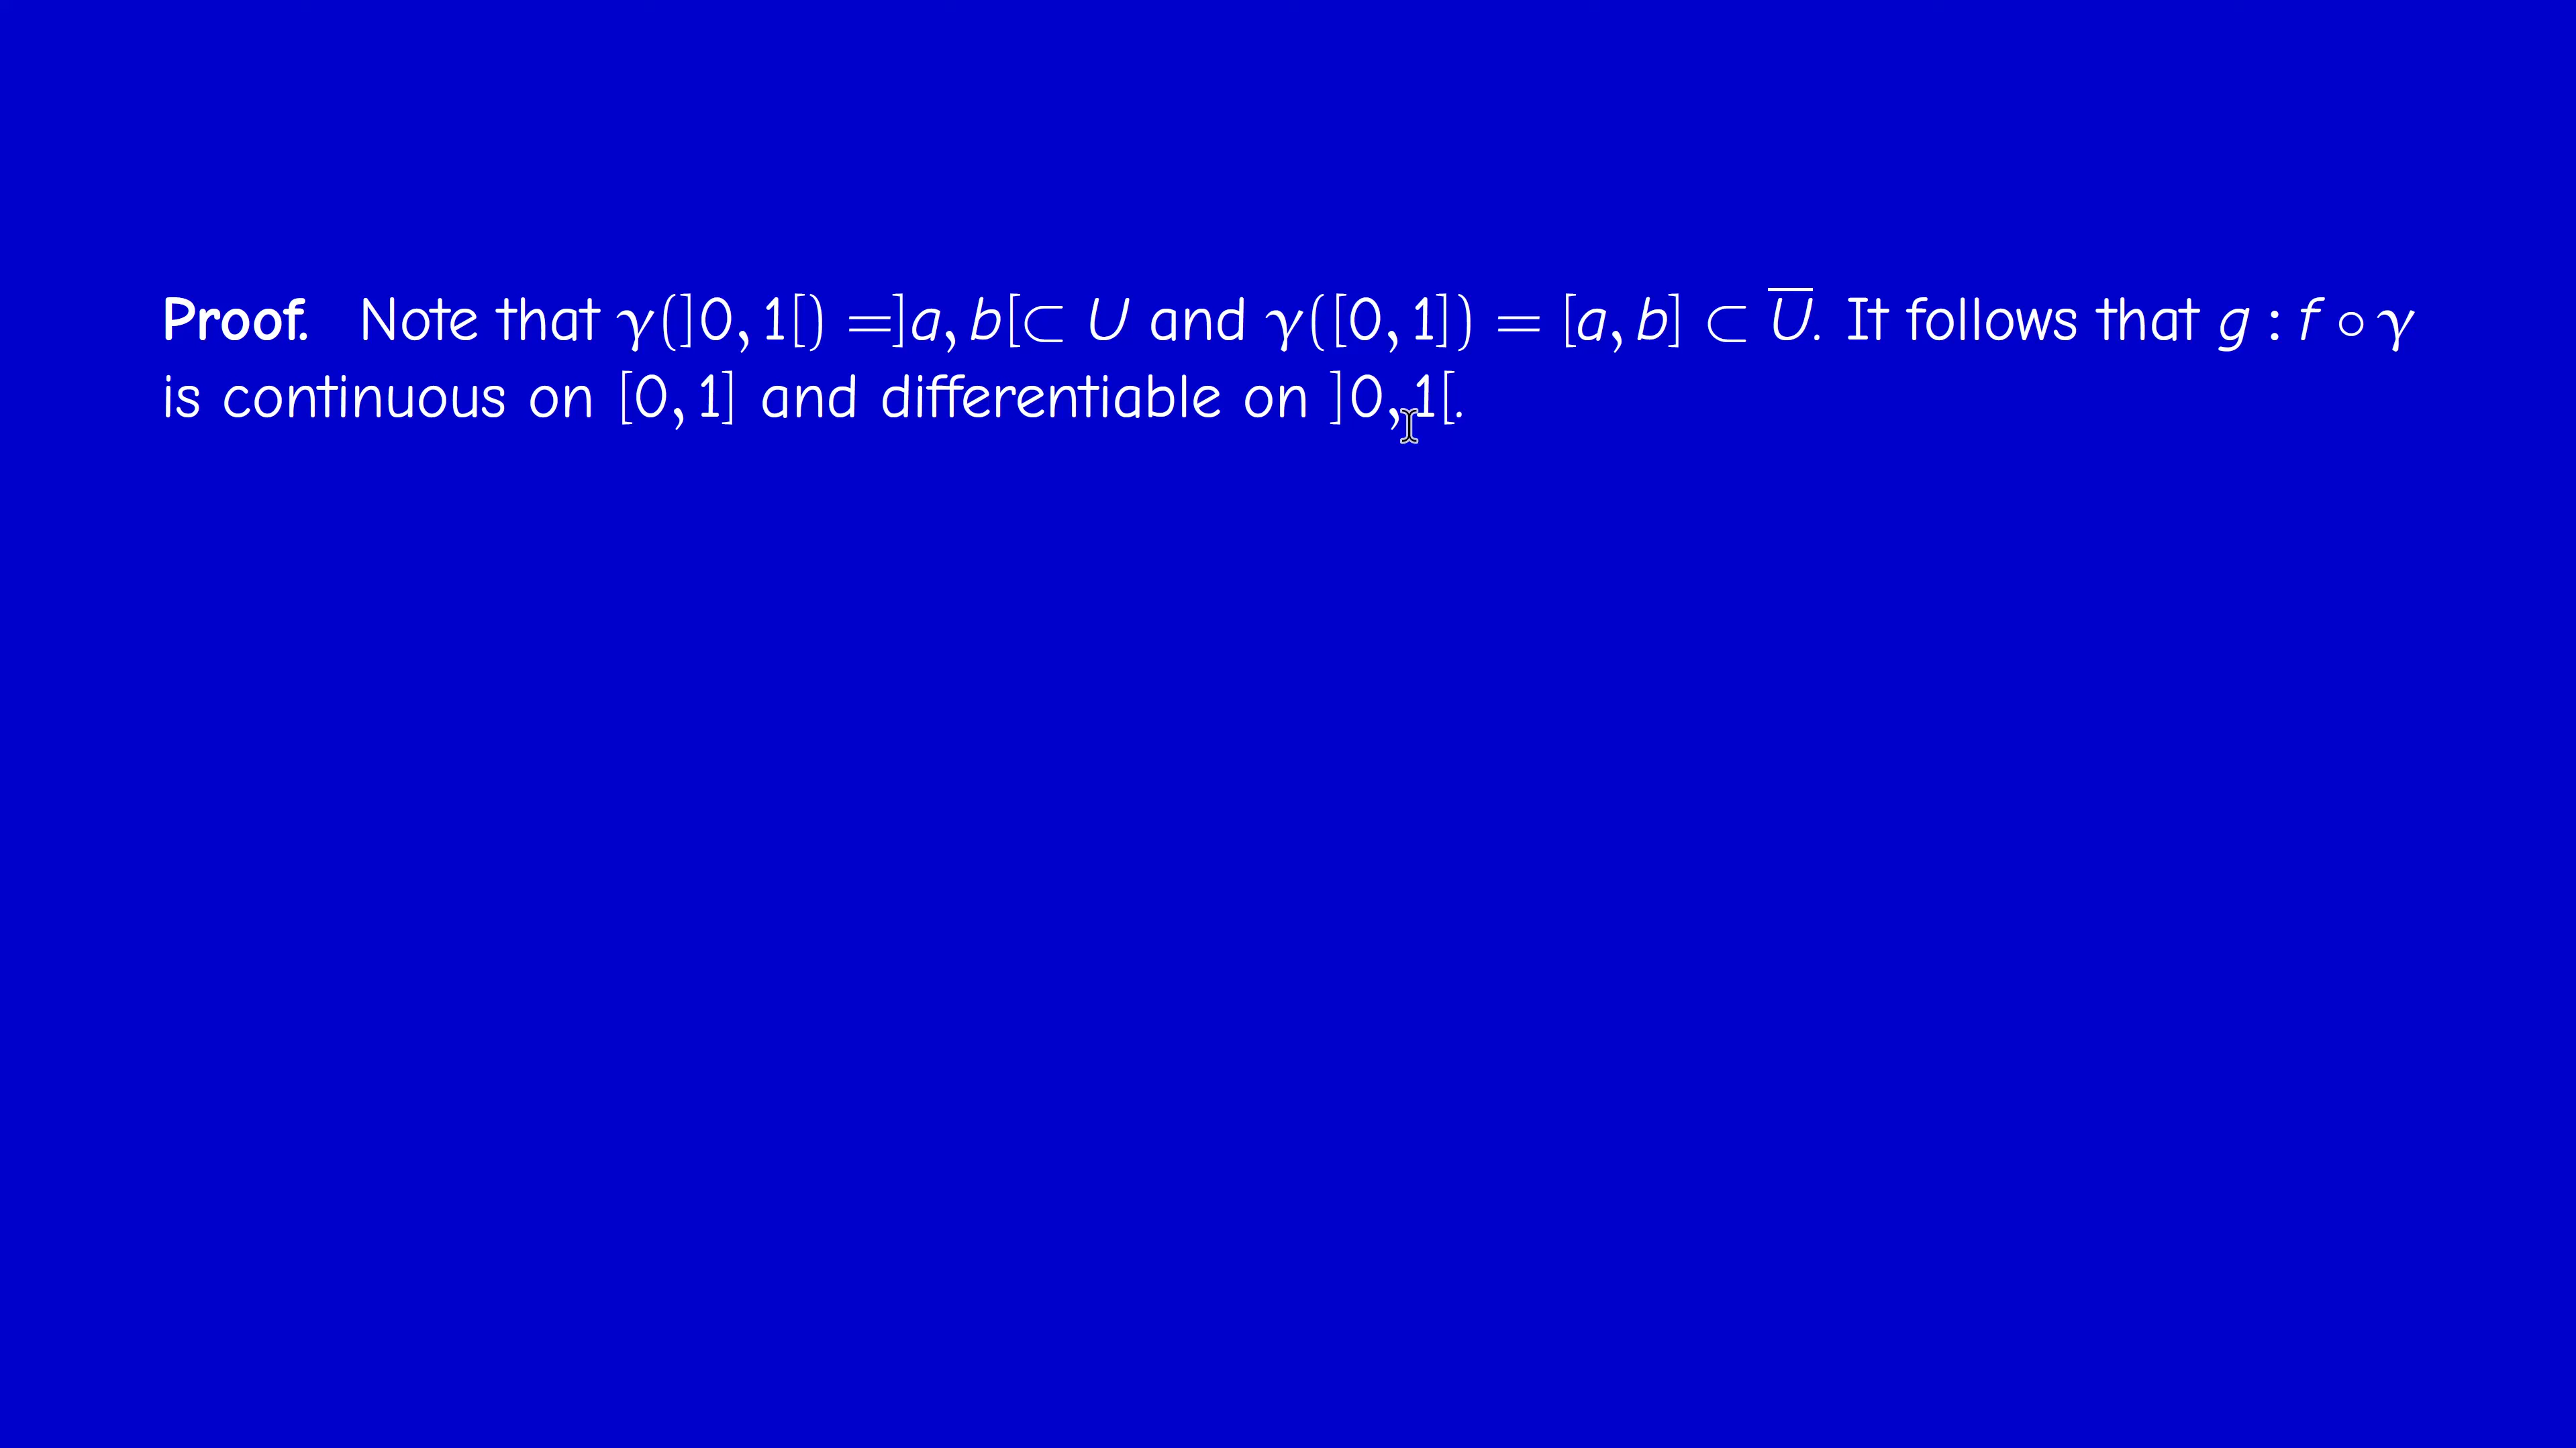 Proof. Note that γ(]0, 1[) =]a, b[⊂ U and γ([0, 1]) = [a, b] ⊂ U̅. It follows that g : f ∘ γ
is continuous on [0, 1] and differentiable on ]0, 1[.